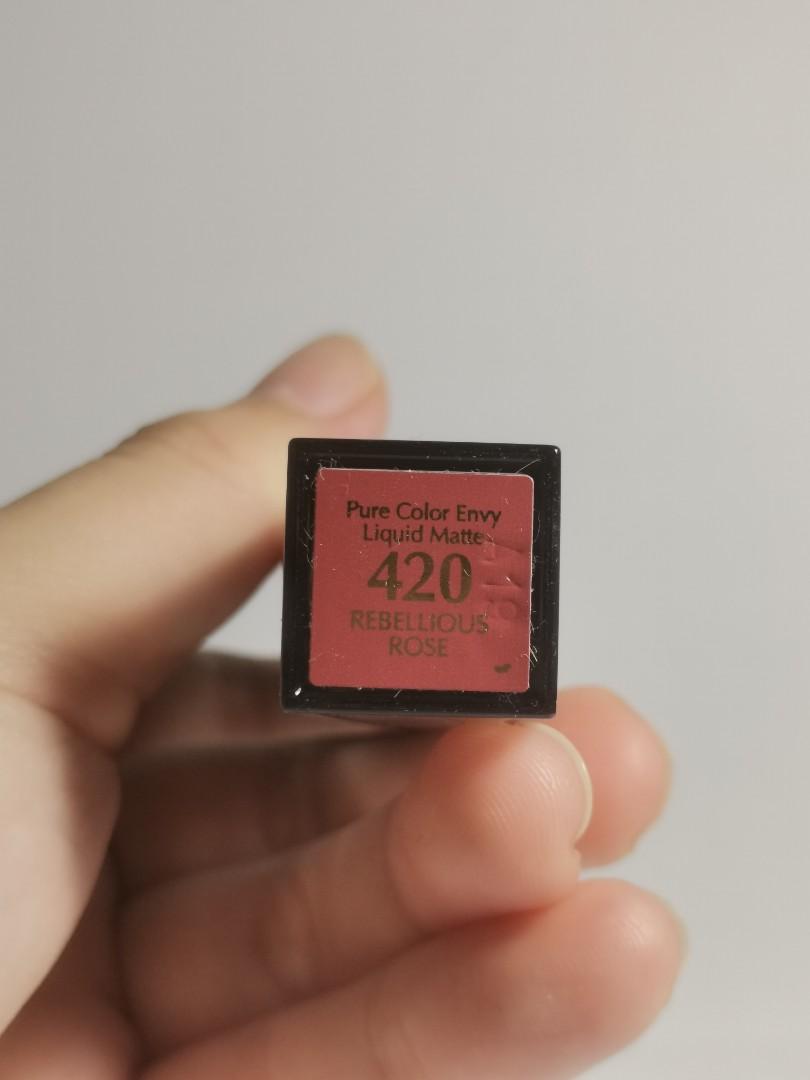 Pure Color Envy
Liquid Matte
420
REBELLIOUS
ROSE